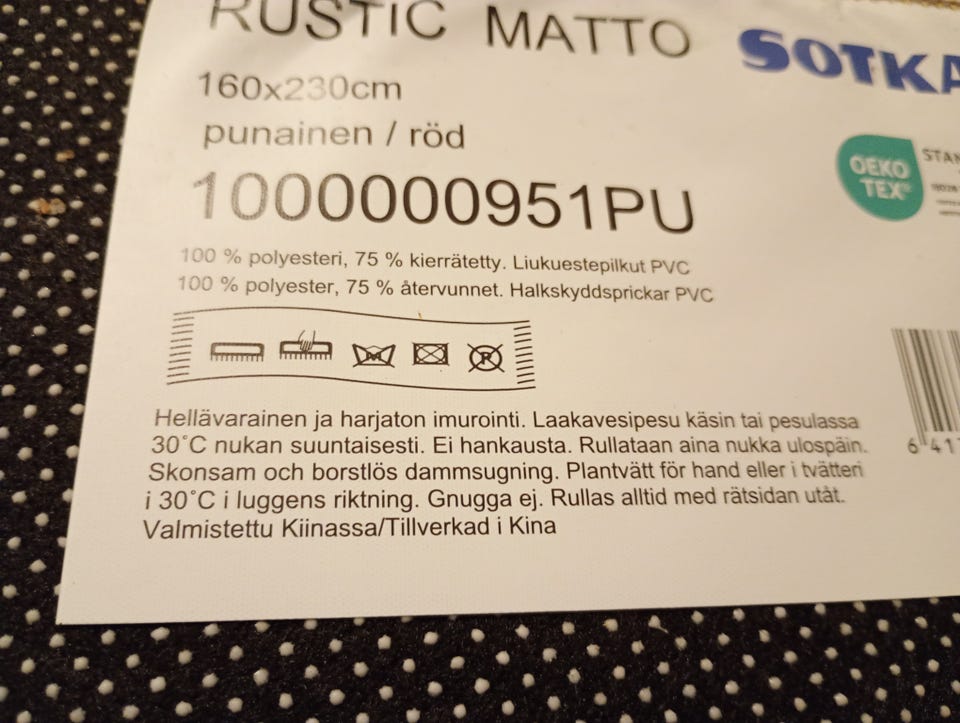 RUSTIC MATTO
SOTKA
160x230cm
punainen / röd
OEKO
TEX®
1000000951PU
100 % polyesteri, 75 % kierrätetty. Liukuestepilkut PVC
100 % polyester, 75 % återvunnet. Halkskyddsprickar PVC
Hellävarainen ja harjaton imurointi. Laakavesipesu käsin tai pesulassa
30°C nukan suuntaisesti. Ei hankausta. Rullataan aina nukka ulospäin.
Skonsam och borstlös dammsugning. Plantvätt för hand eller i tvätteri
i 30°C i luggens riktning. Gnugga ej. Rullas alltid med rätsidan utåt.
Valmistettu Kiinassa/Tillverkad i Kina